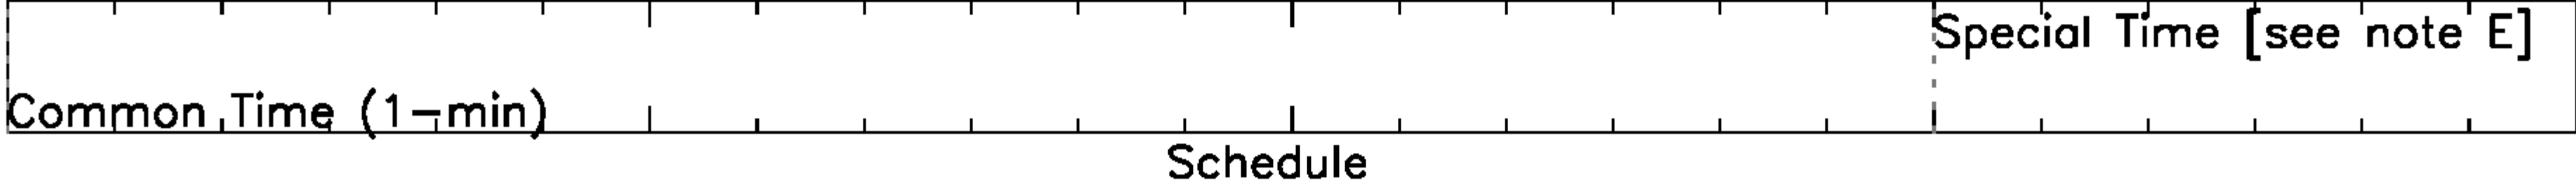 Special Time [see note E]
Common Time (1-min)
Schedule